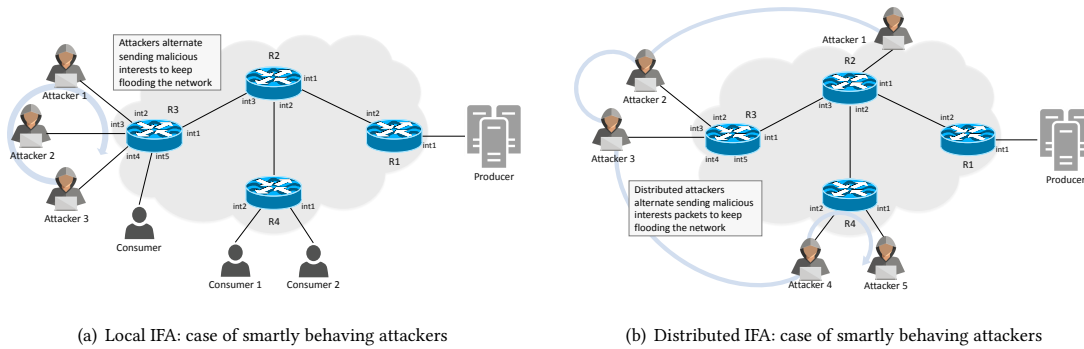 Attackers alternate
sending malicious
interests to keep
flooding the network
R2
int1
int3
int2
Attacker 1
R3
int2
int3
int1
Attacker 2
int4
int5
int2
int1
R1
Producer
Attacker 3
int2
int1
R4
Consumer
Consumer 1
Consumer 2
(a) Local IFA: case of smartly behaving attackers
Attacker 1
R2
int1
int3
int2
Attacker 2
int2
R3
int3
int1
int4
int5
Attacker 3
int2
int1
R1
Producer
Distributed attackers
alternate sending malicious
interests packets to keep
flooding the network
int2
int1
R4
Attacker 4
Attacker 5
(b) Distributed IFA: case of smartly behaving attackers